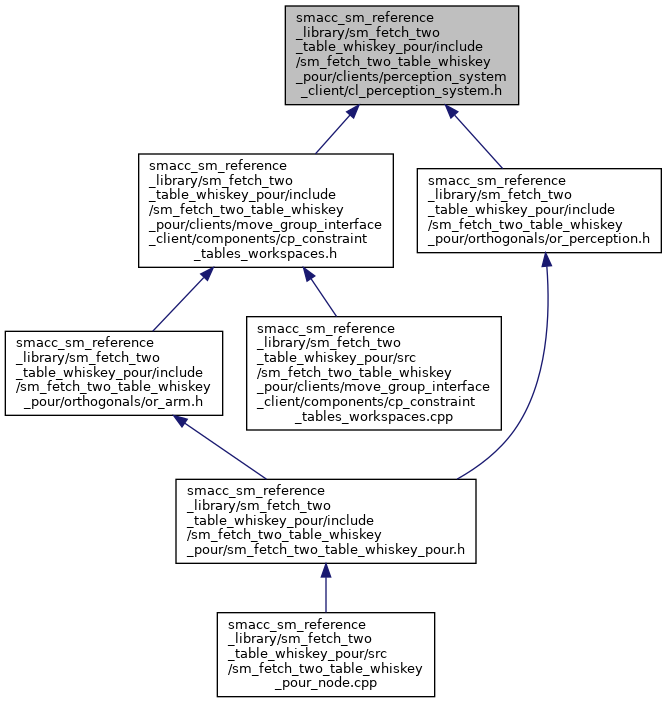 smacc_sm_reference
_library/sm_fetch_two
_table_whiskey_pour/include
/sm_fetch_two_table_whiskey
_pour/clients/perception_system
_client/cl_perception_system.h
smacc_sm_reference
_library/sm_fetch_two
_table_whiskey_pour/include
/sm_fetch_two_table_whiskey
_pour/clients/move_group_interface
_client/components/cp_constraint
_tables_workspaces.h
smacc_sm_reference
_library/sm_fetch_two
_table_whiskey_pour/include
/sm_fetch_two_table_whiskey
_pour/orthogonals/or_perception.h
smacc_sm_reference
_library/sm_fetch_two
_table_whiskey_pour/include
/sm_fetch_two_table_whiskey
_pour/orthogonals/or_arm.h
smacc_sm_reference
_library/sm_fetch_two
_table_whiskey_pour/src
/sm_fetch_two_table_whiskey
_pour/clients/move_group_interface
_client/components/cp_constraint
_tables_workspaces.cpp
smacc_sm_reference
_library/sm_fetch_two
_table_whiskey_pour/include
/sm_fetch_two_table_whiskey
_pour/sm_fetch_two_table_whiskey_pour.h
smacc_sm_reference
_library/sm_fetch_two
_table_whiskey_pour/src
/sm_fetch_two_table_whiskey
_pour_node.cpp